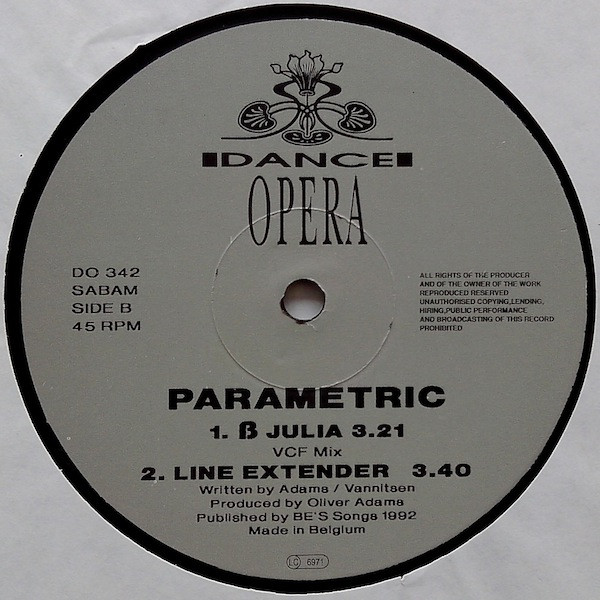 DANCE
OPERA
DO 342
SABAM
SIDE B
45 RPM
ALL RIGHTS OF THE PRODUCER
AND OF THE OWNER OF THE WORK
REPRODUCED RESERVED
UNAUTHORISED COPYING,LENDING,
HIRING,PUBLIC PERFORMANCE
AND BROADCASTING OF THIS RECORD
PROHIBITED
PARAMETRIC
1. ß JULIA 3.21
VCF Mix
2. LINE EXTENDER 3.40
Written by Adams / Vannitsen
Produced by Oliver Adams
Published by BE'S Songs 1992
Made in Belgium
LC 6971